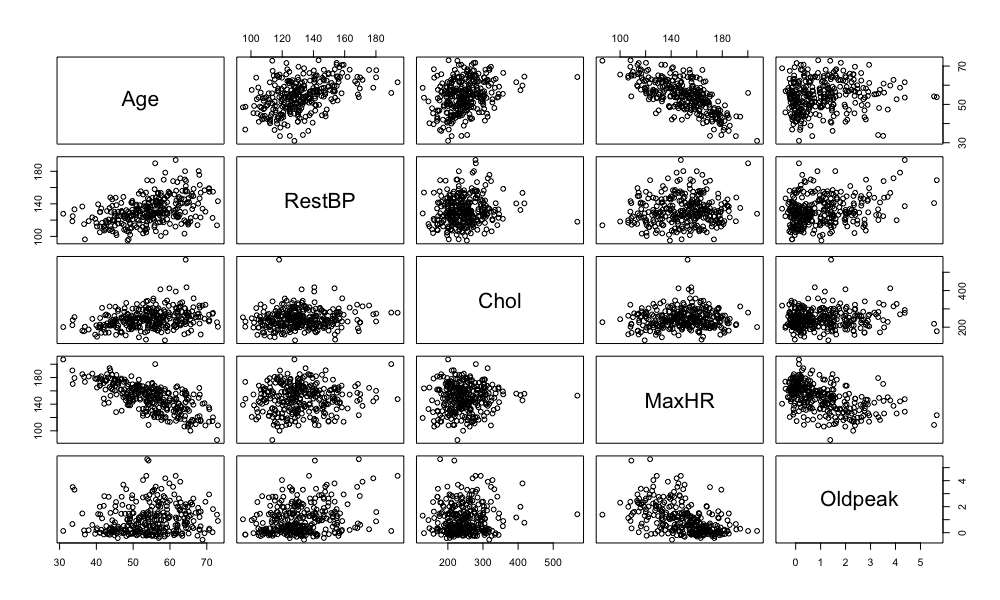 100 120 140 160 180
100 140 180
Age
30 50 70
100 140 180
RestBP
Chol
200 400
100 140 180
MaxHR
Oldpeak
0 2 4
30 40 50 60 70
200 300 400 500
0 1 2 3 4 5